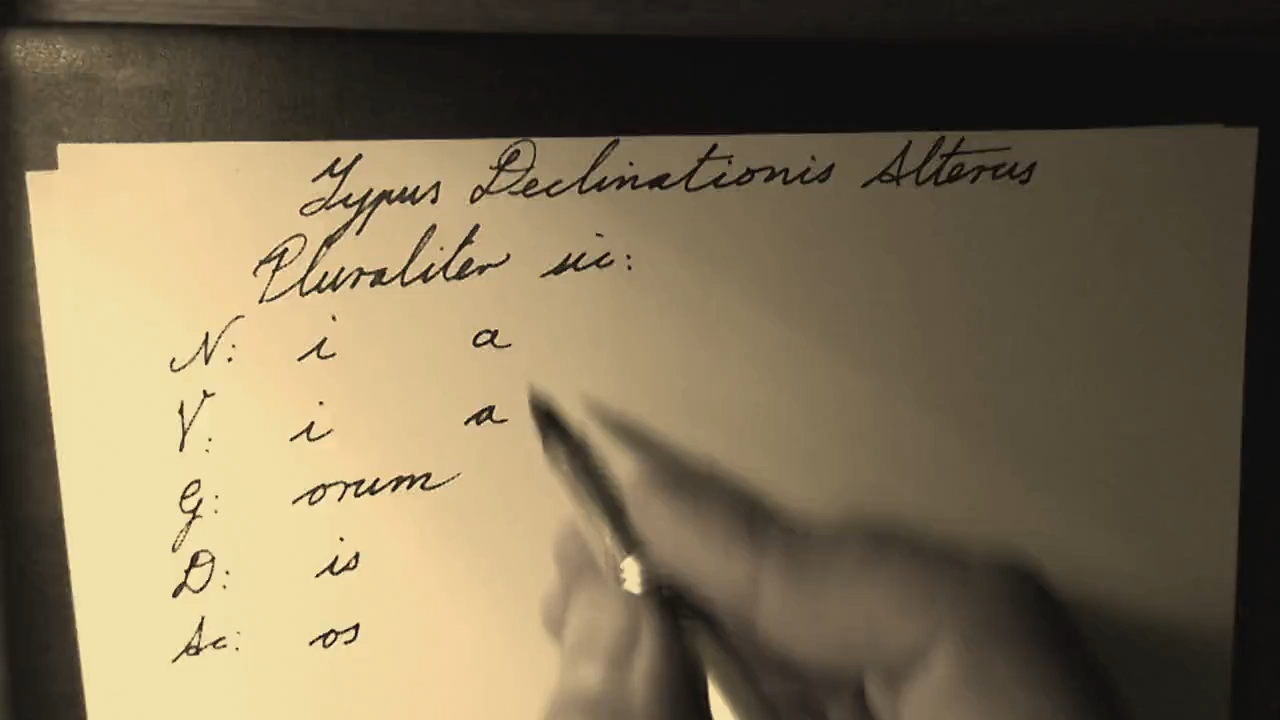 Typus Declinationis Alterus
Pluraliter sic:
N: i a
V: i a
G: orum
D: is
Ac: os